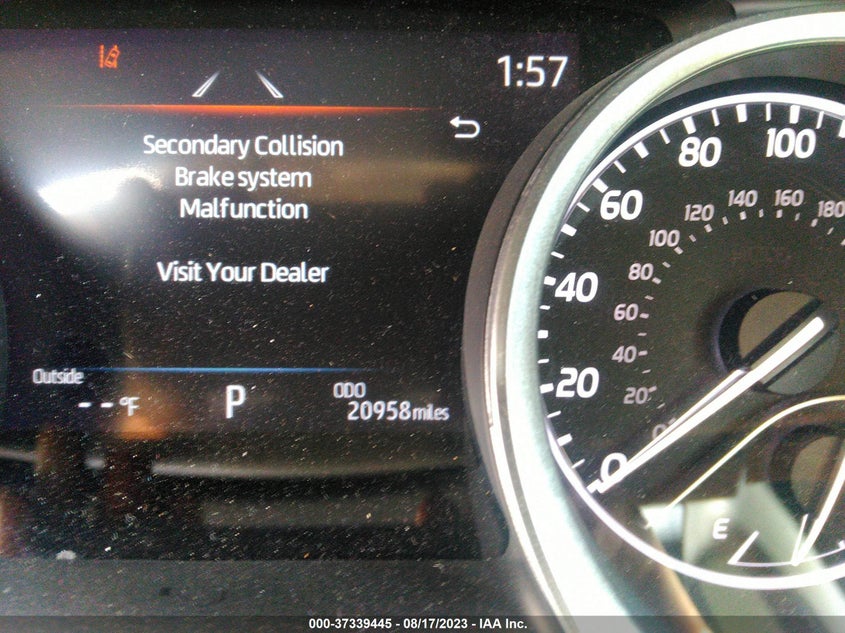 1:57
Secondary Collision
Brake system
Malfunction
Visit Your Dealer
Outside
- - °F
P
ODO
20958 miles
0
20
40
60
80
100
0
20
40
60
80
100
120
140
160
180
E
000-37339445 - 08/17/2023 - IAA Inc.